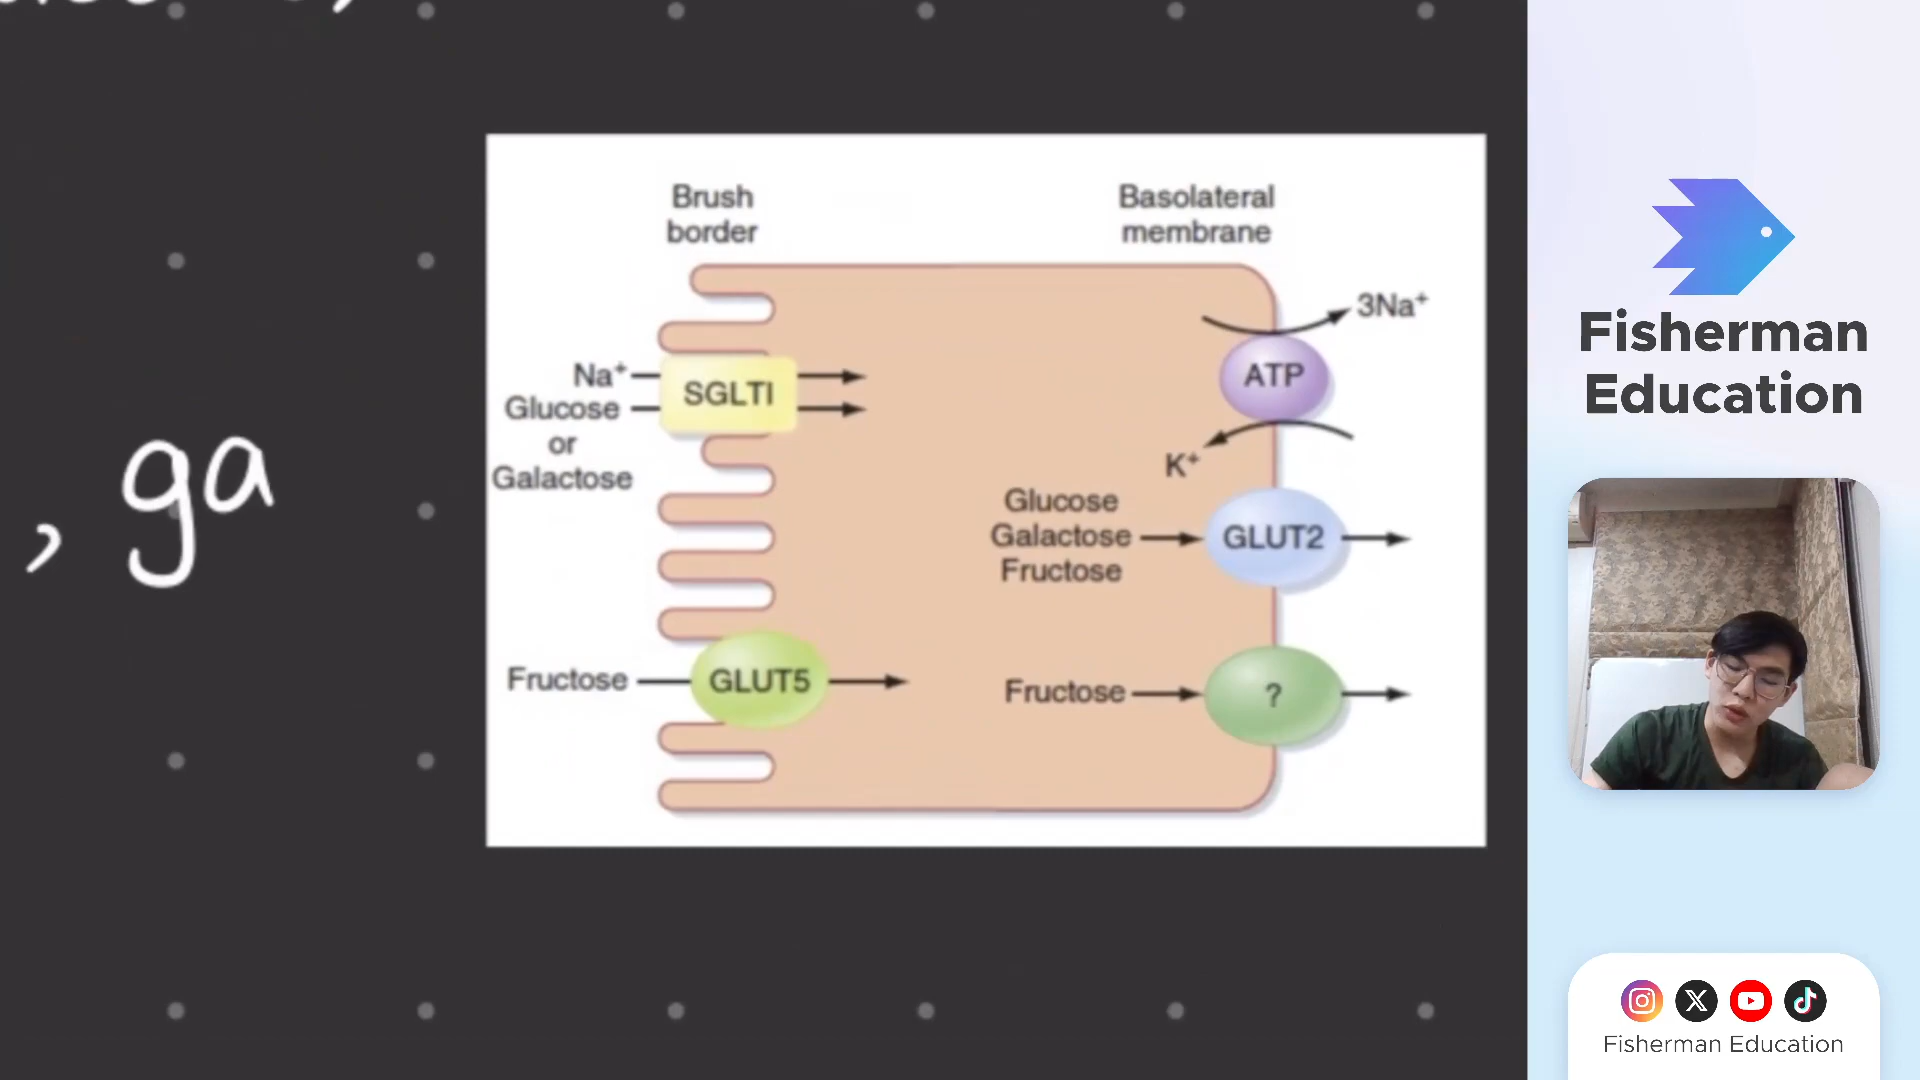 , ga
Brush
border
Basolateral
membrane
3Na⁺
ATP
K⁺
Na⁺
SGLTI
Glucose
or
Galactose
Glucose
Galactose
Fructose
GLUT2
Fructose
GLUT5
Fructose
?
Fisherman
Education
Fisherman Education